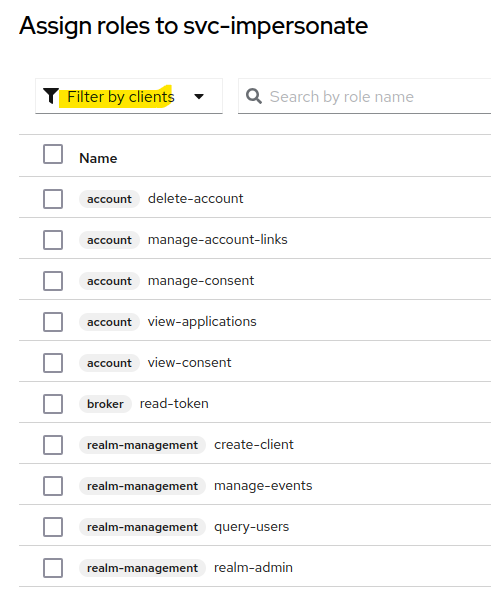 Assign roles to svc-impersonate
Filter by clients
Search by role name
Name
account delete-account
account manage-account-links
account manage-consent
account view-applications
account view-consent
broker read-token
realm-management create-client
realm-management manage-events
realm-management query-users
realm-management realm-admin